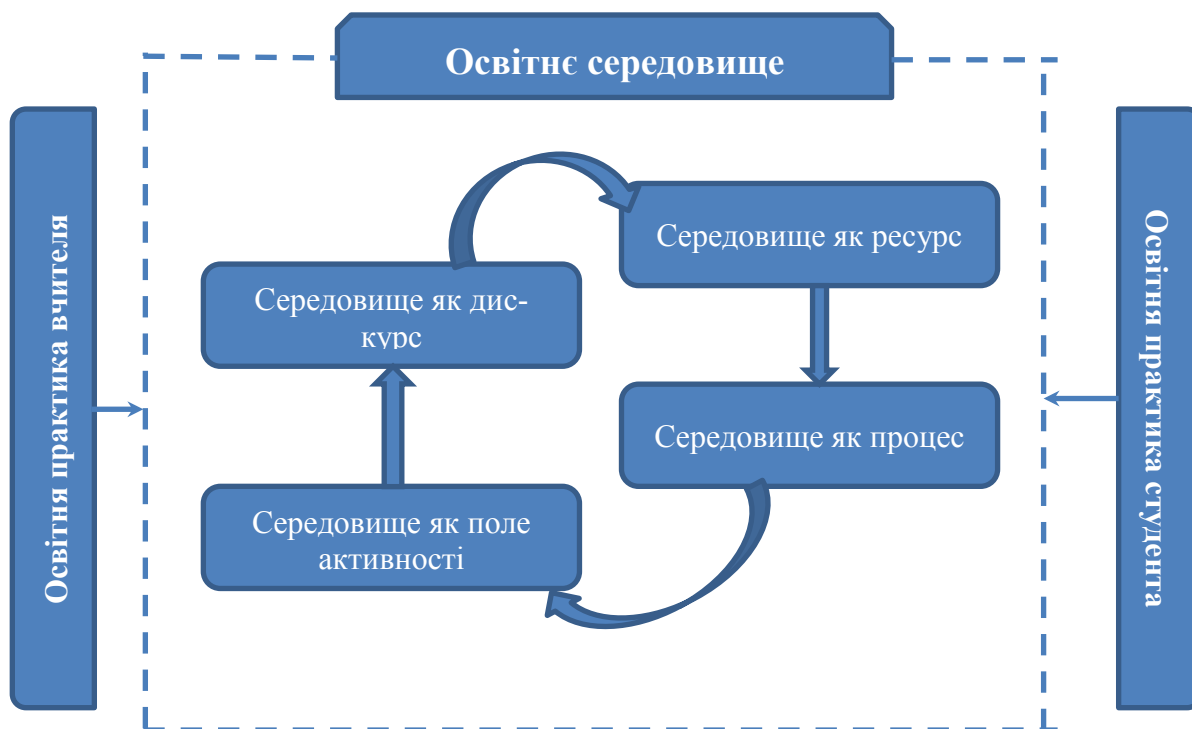 Освітнє середовище
Освітня практика вчителя
Середовище як ресурс
Середовище як дис-
курс
Середовище як процес
Середовище як поле
активності
Освітня практика студента